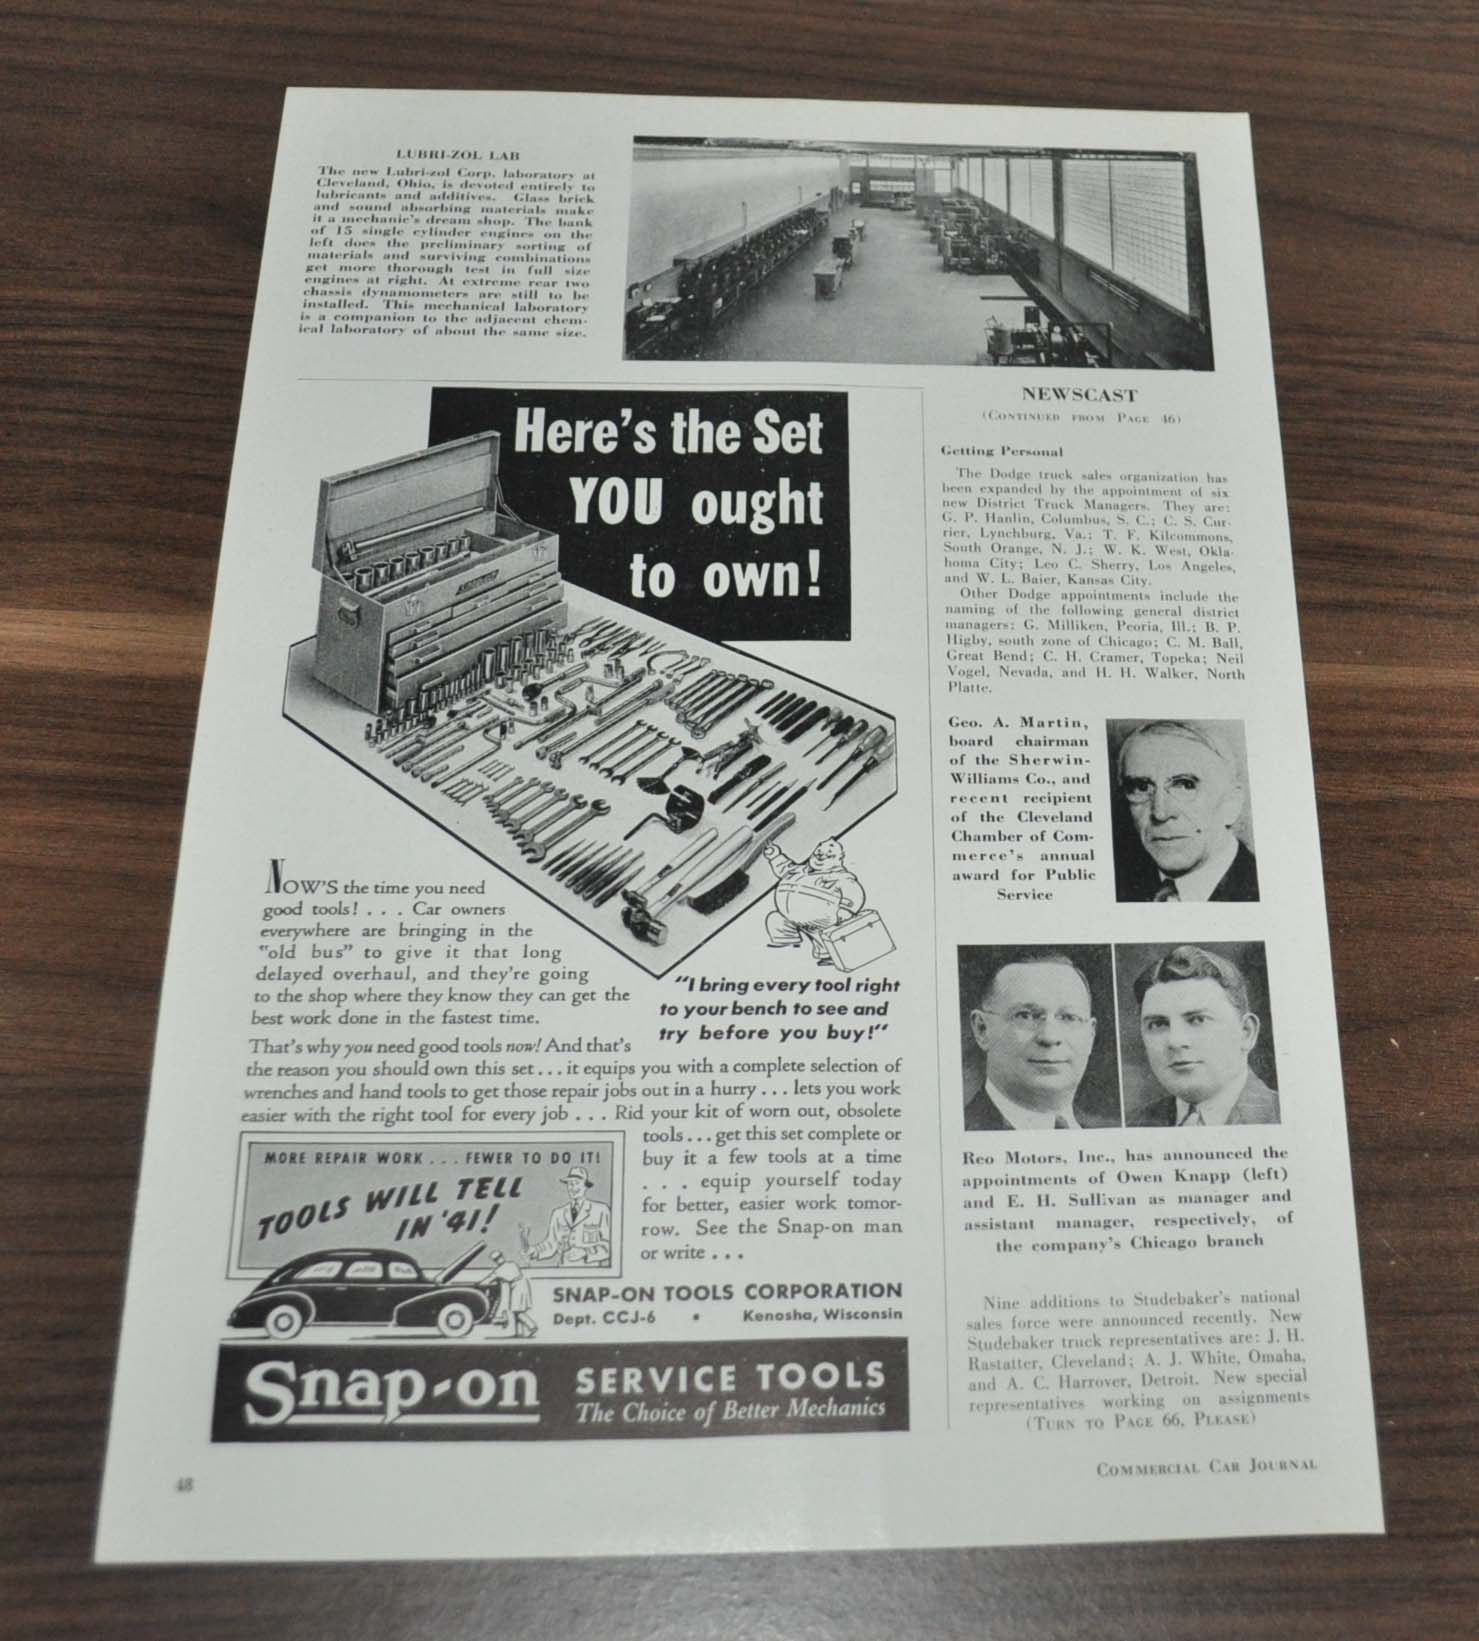 LUBRI-ZOL LAB
The new Lubri-zol Corp. laboratory at
Cleveland, Ohio, is devoted entirely to
lubricants and additives. Glass brick
and sound absorbing materials make
it a mechanic's dream shop. The bank
of 15 single cylinder engines on the
left does the preliminary sorting of
materials and surviving combinations
get more thorough test in full size
engines at right. At extreme rear two
chassis dynamometers are still to be
installed. This mechanical laboratory
is a companion to the adjacent chem-
ical laboratory of about the same size.
Here's the Set
YOU ought
to own!
NOW'S the time you need
good tools! . . . Car owners
everywhere are bringing in the
"old bus" to give it that long
delayed overhaul, and they're going
to the shop where they know they can get the
best work done in the fastest time.
"I bring every tool right
to your bench to see and
try before you buy!"
That's why you need good tools now! And that's
the reason you should own this set . . . it equips you with a complete selection of
wrenches and hand tools to get those repair jobs out in a hurry . . . lets you work
easier with the right tool for every job . . . Rid your kit of worn out, obsolete
tools . . . get this set complete or
buy it a few tools at a time
. . . equip yourself today
for better, easier work tomor-
row. See the Snap-on man
or write . . .
MORE REPAIR WORK . . . FEWER TO DO IT!
TOOLS WILL TELL
IN '41!
SNAP-ON TOOLS CORPORATION
Dept. CCJ-6 • Kenosha, Wisconsin
Snap-on SERVICE TOOLS
The Choice of Better Mechanics
NEWSCAST
(CONTINUED FROM PAGE 46)
Getting Personal
The Dodge truck sales organization has
been expanded by the appointment of six
new District Truck Managers. They are:
G. P. Hanlin, Columbus, S. C.; C. S. Cur-
rier, Lynchburg, Va.; T. F. Kilcommons,
South Orange, N. J.; W. K. West, Okla-
homa City; Leo C. Sherry, Los Angeles,
and W. L. Baier, Kansas City.
Other Dodge appointments include the
naming of the following general district
managers: G. Milliken, Peoria, Ill.; B. P.
Higby, south zone of Chicago; C. M. Ball,
Great Bend; C. H. Cramer, Topeka; Neil
Vogel, Nevada, and H. H. Walker, North
Platte.
Geo. A. Martin,
board chairman
of the Sherwin-
Williams Co., and
recent recipient
of the Cleveland
Chamber of Com-
merce's annual
award for Public
Service
Reo Motors, Inc., has announced the
appointments of Owen Knapp (left)
and E. H. Sullivan as manager and
assistant manager, respectively, of
the company's Chicago branch
Nine additions to Studebaker's national
sales force were announced recently. New
Studebaker truck representatives are: J. H.
Rastatter, Cleveland; A. J. White, Omaha,
and A. C. Harrover, Detroit. New special
representatives working on assignments
(TURN TO PAGE 66, PLEASE)
48
COMMERCIAL CAR JOURNAL